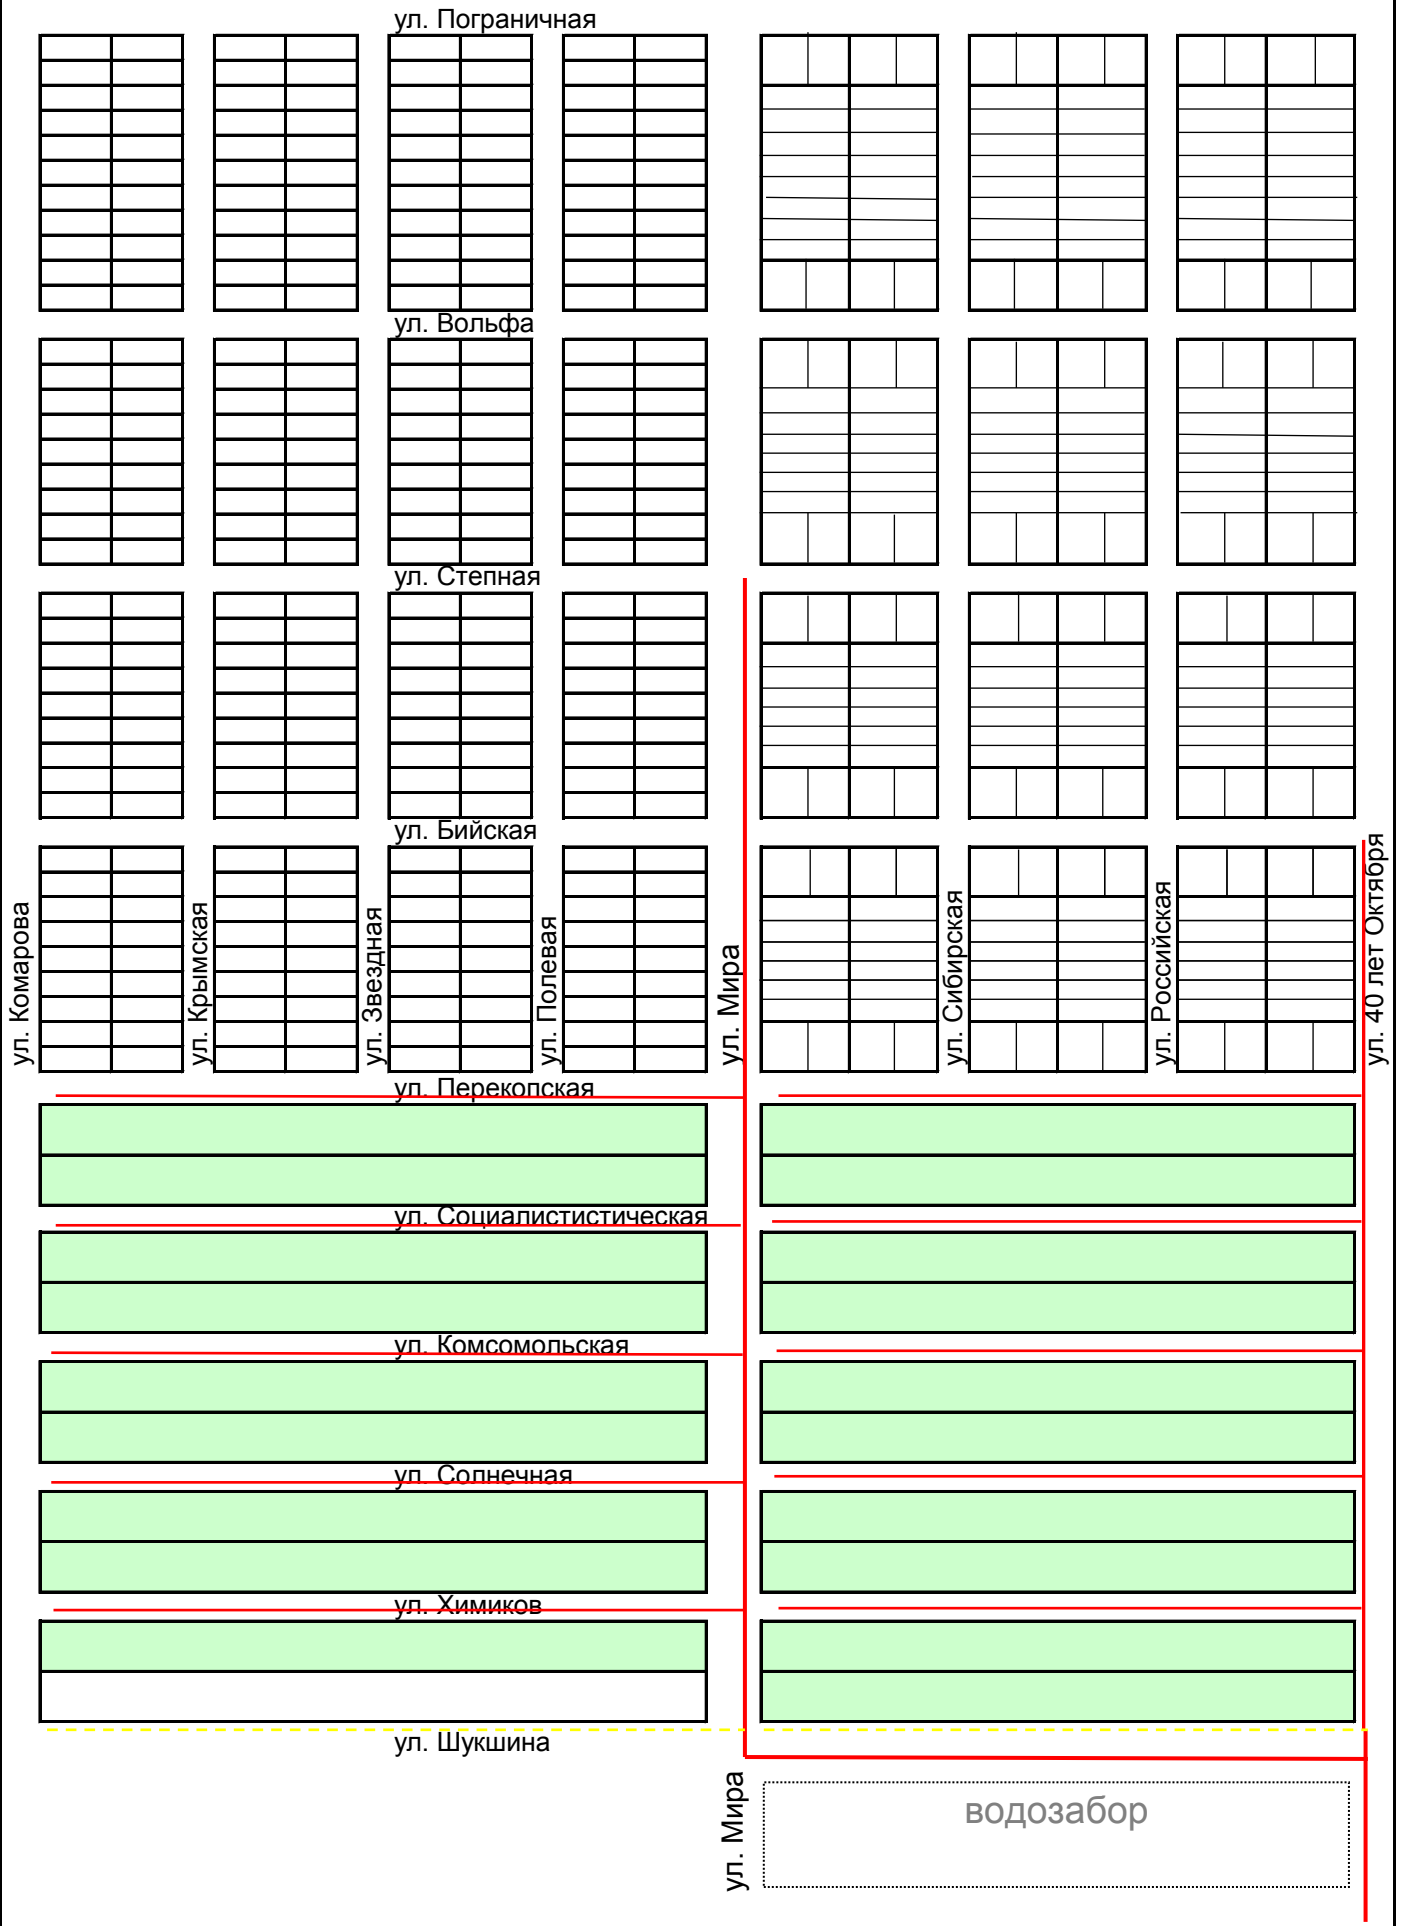 ул. Пограничная
ул. Вольфа
ул. Степная
ул. Бийская
ул. Комарова
ул. Крымская
ул. Звездная
ул. Полевая
ул. Мира
ул. Сибирская
ул. Российская
ул. 40 лет Октября
ул. Перекопская
ул. Социалистистическая
ул. Комсомольская
ул. Солнечная
ул. Химиков
ул. Шукшина
ул. Мира
водозабор